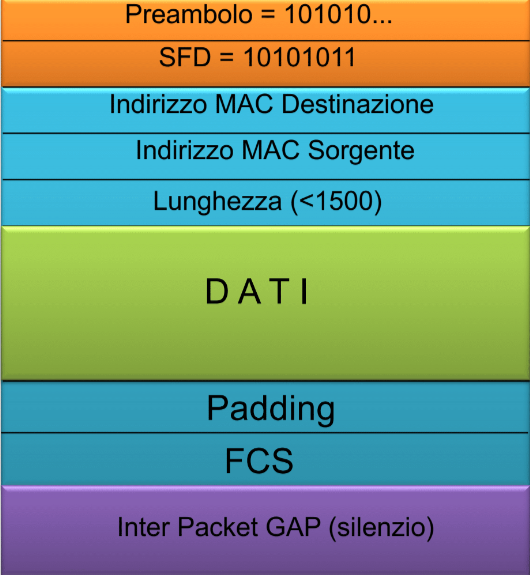 Preambolo = 101010...
SFD = 10101011
Indirizzo MAC Destinazione
Indirizzo MAC Sorgente
Lunghezza (<1500)
D A T I
Padding
FCS
Inter Packet GAP (silenzio)